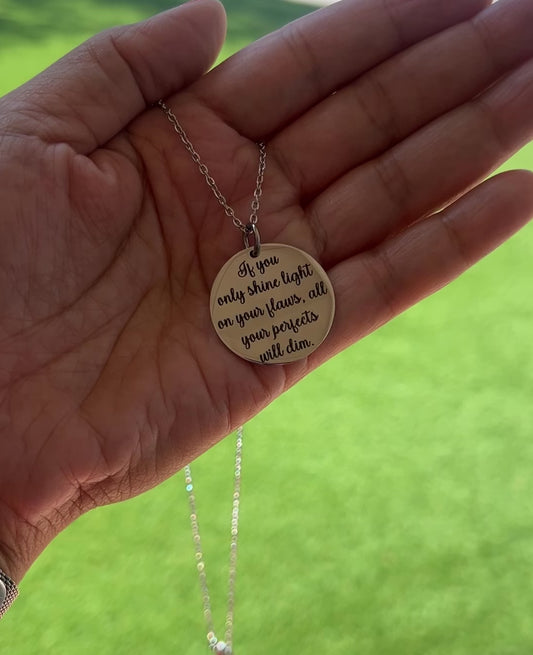 If you
only shine light
on your flaws, all
your perfects
will dim.